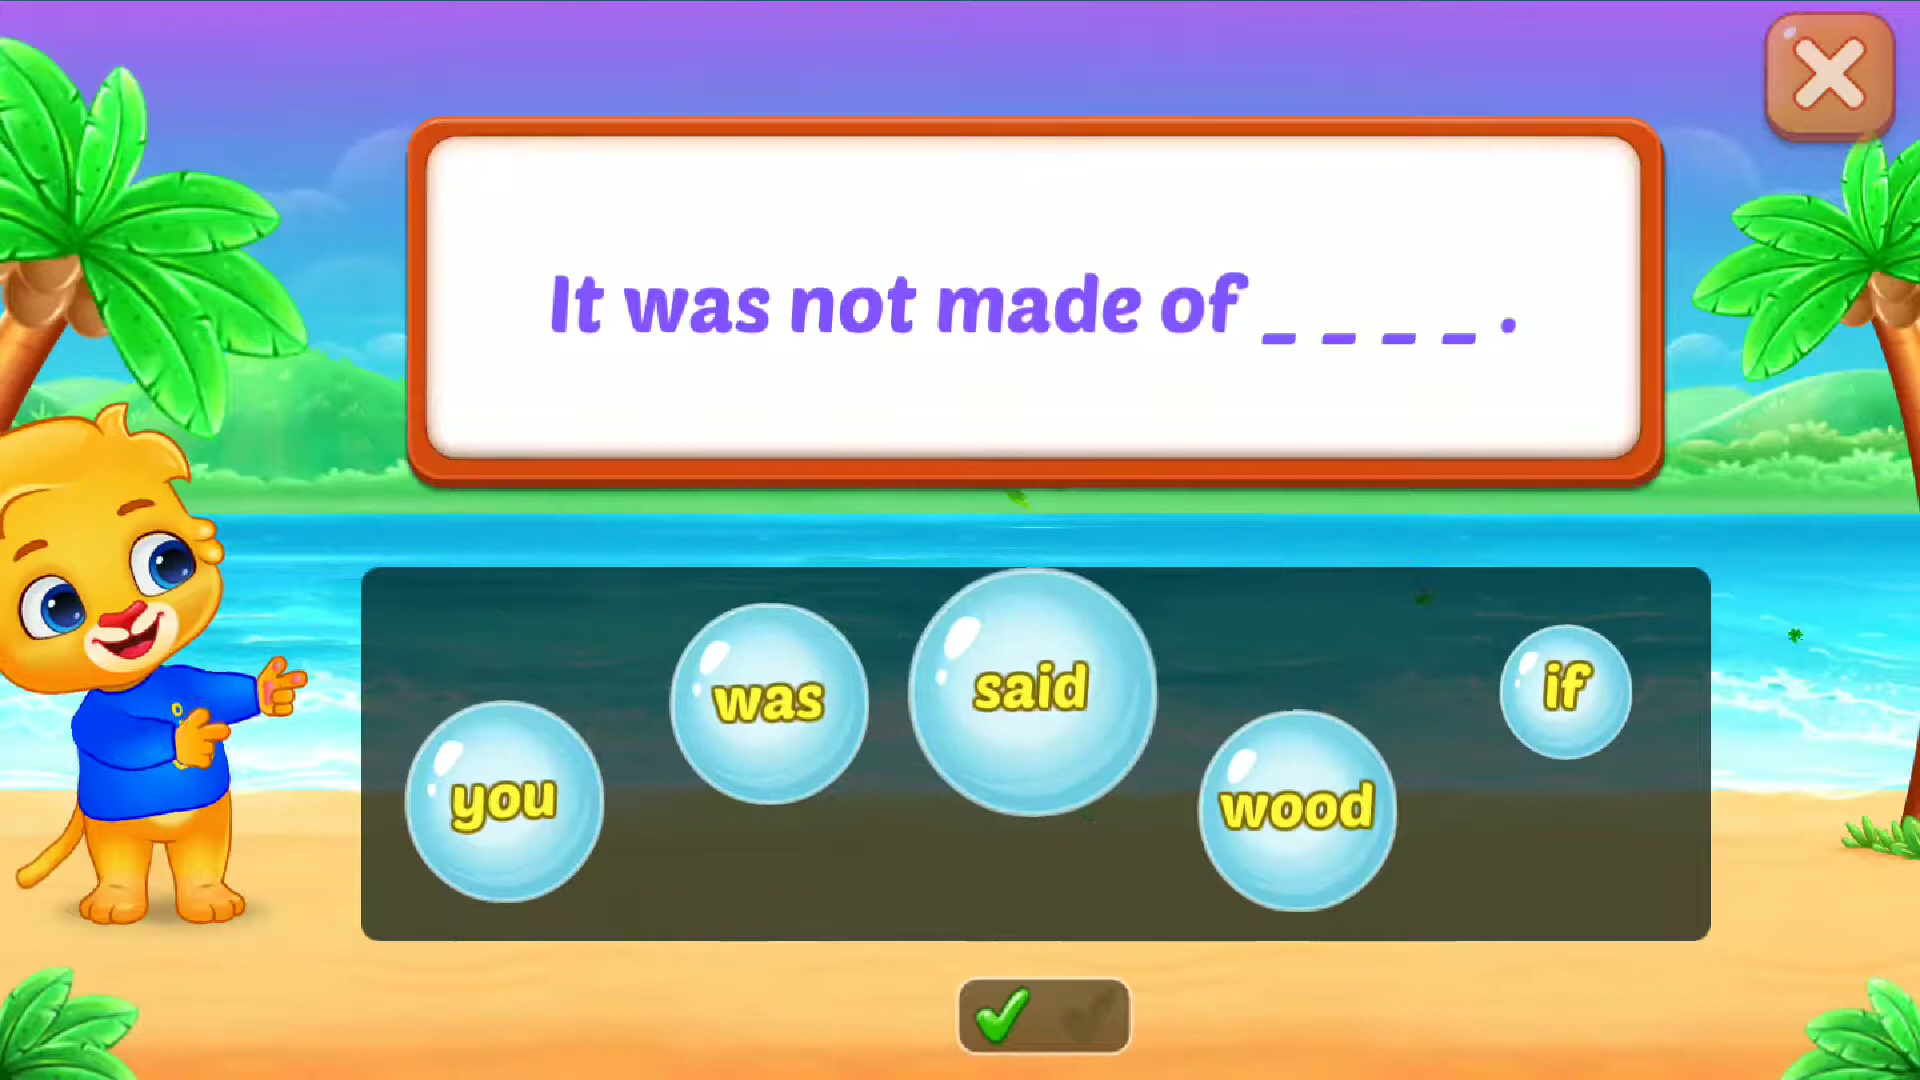 It was not made of _ _ _ _ .
you
was
said
wood
if